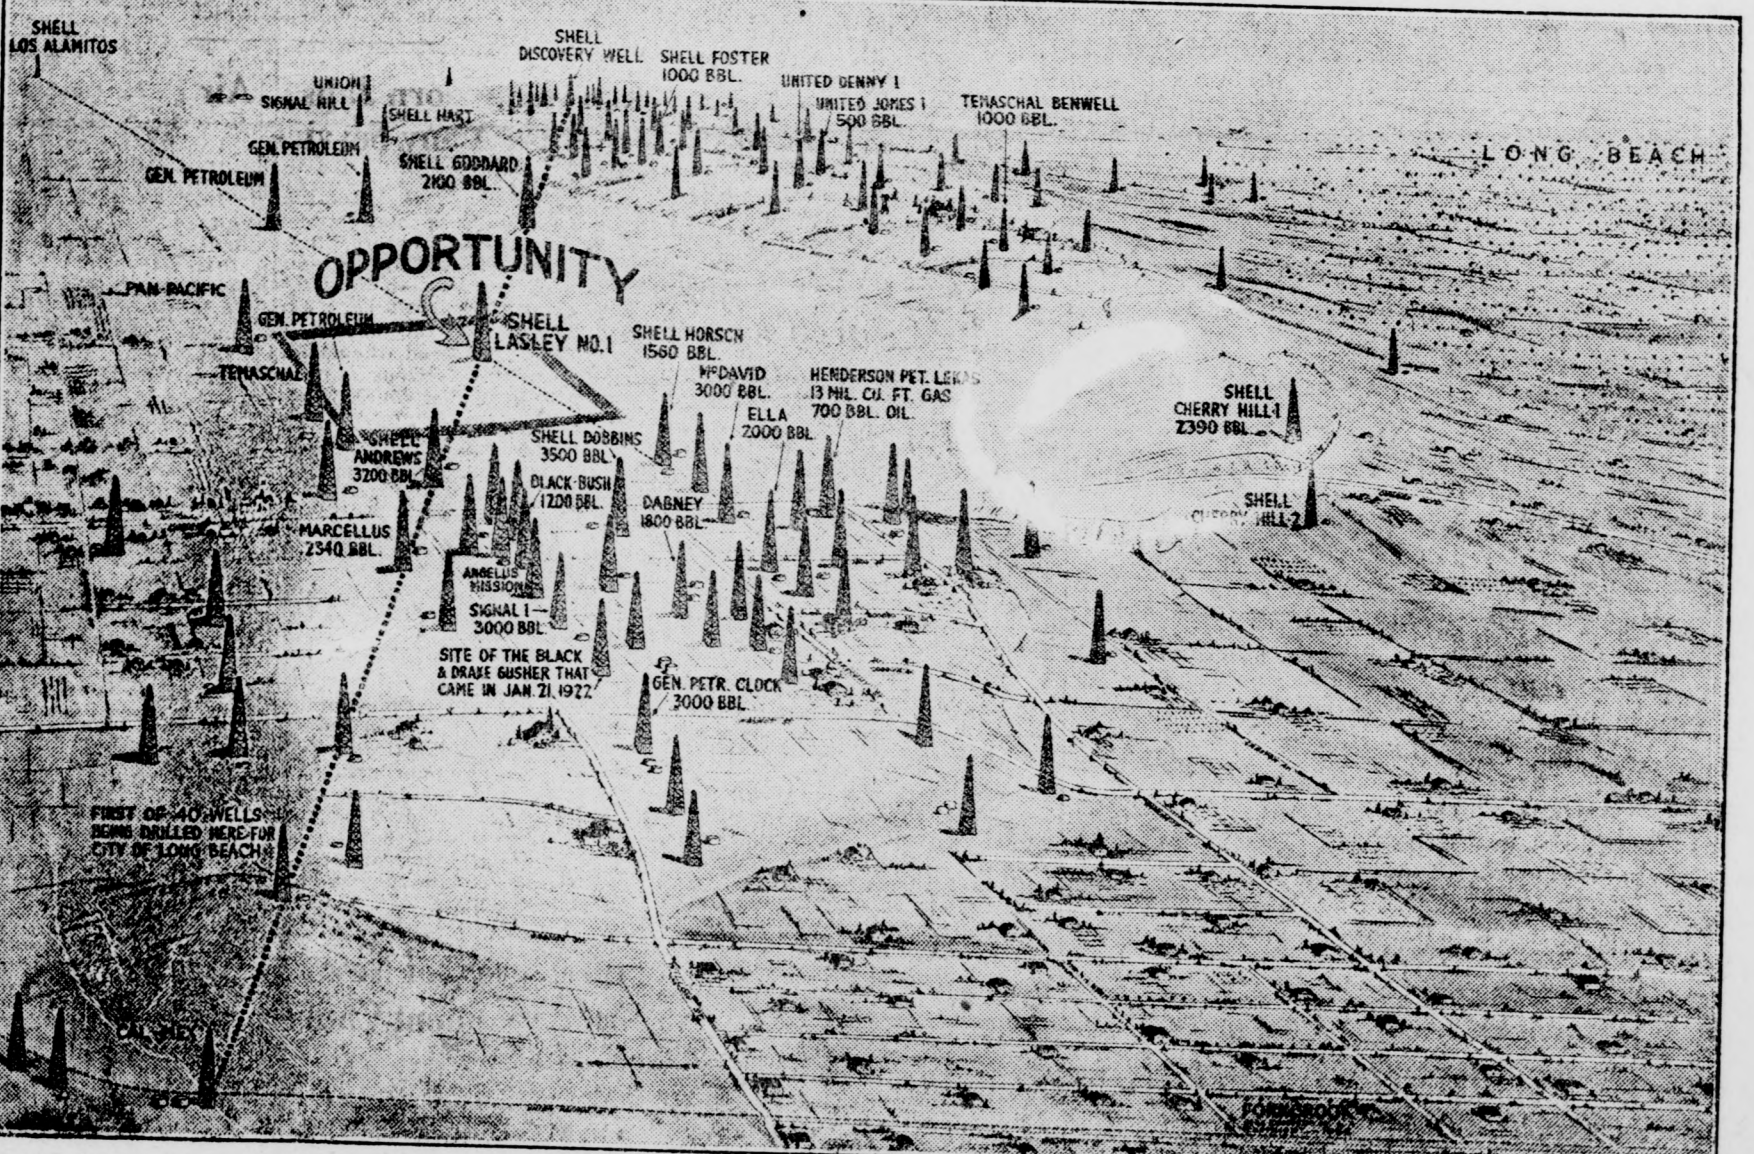 SHELL
LOS ALAMITOS
SHELL
DISCOVERY WELL
SHELL FOSTER
1000 BBL.
UNION
SIGNAL HILL
SHELL HART
UNITED DENNY 1
UNITED JONES 1
500 BBL.
TEMASCHAL BENWELL
1000 BBL.
LONG BEACH
GEN. PETROLEUM
GEN. PETROLEUM
SHELL GODDARD
2100 BBL.
OPPORTUNITY
PAN-PACIFIC
GEN. PETROLEUM
SHELL
LASLEY NO.1
SHELL HORSCH
1560 BBL.
TEMASCHAL
McDAVID
3000 BBL.
HENDERSON PET. LEKAS
13 MIL. CU. FT. GAS
700 BBL. OIL.
ELLA
2000 BBL.
SHELL
CHERRY HILL-1
2390 BBL.
SHELL
ANDREWS
3200 BBL.
SHELL DOBBINS
3500 BBL.
BLACK-BUSH
1200 BBL.
DABNEY
1800 BBL.
SHELL
CHERRY HILL-2
MARCELLUS
2340 BBL.
ANGELUS
MISSION
SIGNAL 1
3000 BBL.
SITE OF THE BLACK
& DRAKE GUSHER THAT
CAME IN JAN. 21, 1922
GEN. PETR. CLOCK
3000 BBL.
FIRST OF 40 WELLS
BEING DRILLED HERE FOR
CITY OF LONG BEACH